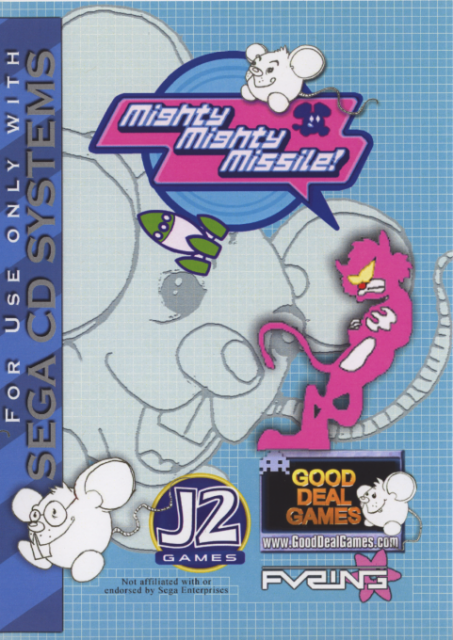 FOR USE ONLY WITH
SEGA CD SYSTEMS
Mighty
Mighty
Missile!
J2
GAMES
Not affiliated with or
endorsed by Sega Enterprises
GOOD
DEAL
GAMES
www.GoodDealGames.com